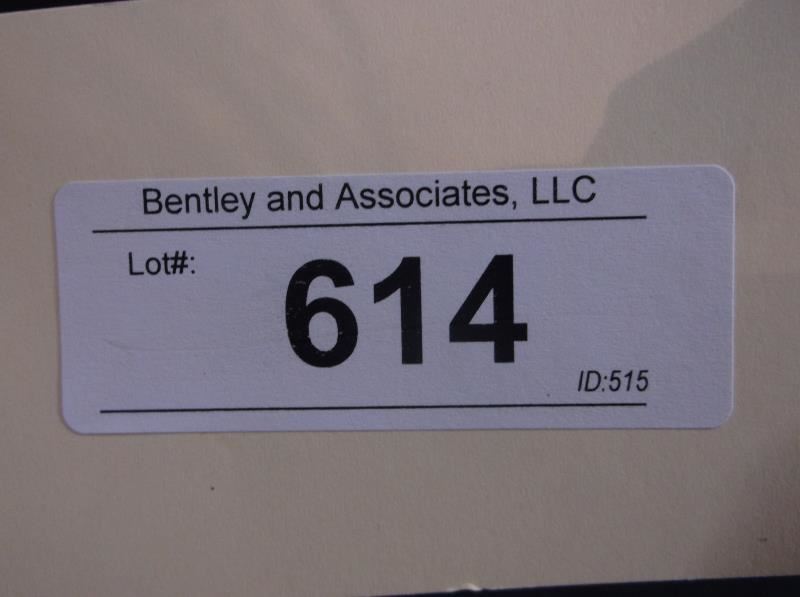 Bentley and Associates, LLC
Lot#:
614
ID:515